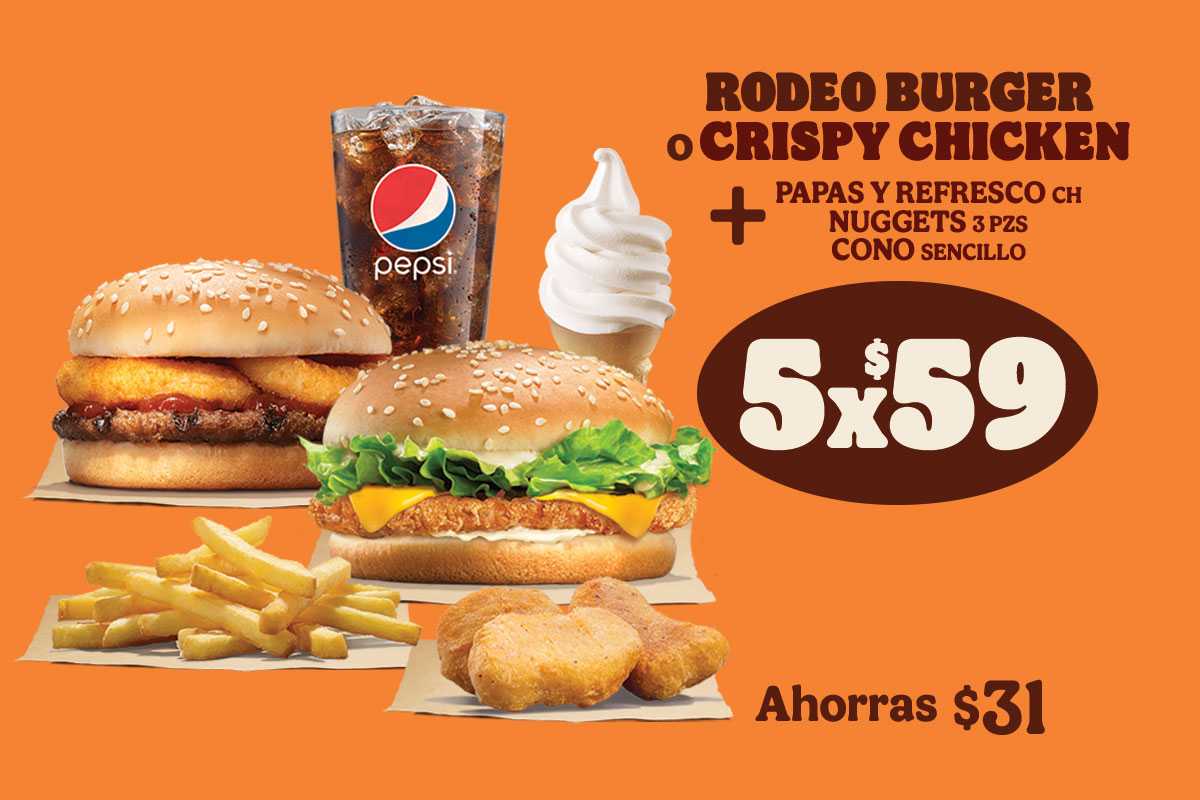 RODEO BURGER
O CRISPY CHICKEN
+ PAPAS Y REFRESCO CH
NUGGETS 3 PZS
CONO SENCILLO
5x$59
Ahorras $31
pepsi